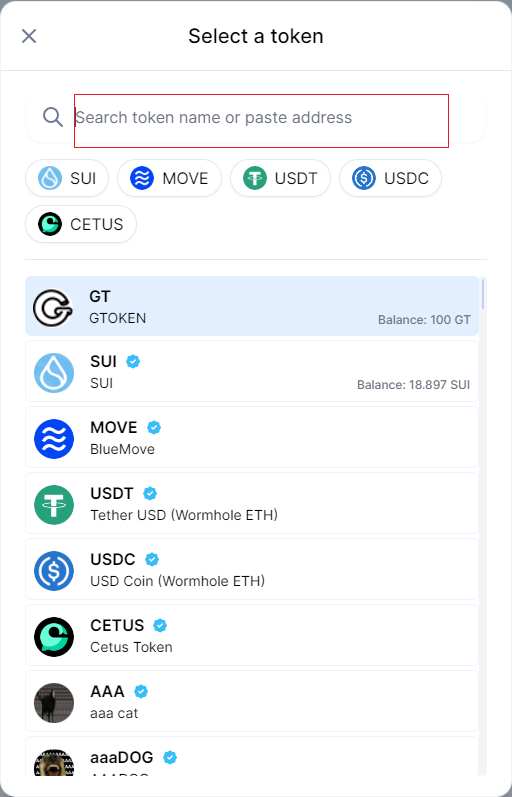 Select a token
Search token name or paste address
SUI MOVE USDT USDC
CETUS
GT
GTOKEN
Balance: 100 GT
SUI
SUI
Balance: 18.897 SUI
MOVE
BlueMove
USDT
Tether USD (Wormhole ETH)
USDC
USD Coin (Wormhole ETH)
CETUS
Cetus Token
AAA
aaa cat
aaaDOG
AAADOG